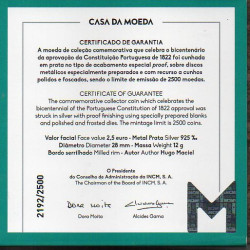 CASA DA MOEDA
CERTIFICADO DE GARANTIA
A moeda de coleção comemorativa que celebra o bicentenário
da aprovação da Constituição Portuguesa de 1822 foi cunhada
em prata no tipo de acabamento especial proof, sobre discos
metálicos especialmente preparados e com recurso a cunhos
polidos e foscados, sendo o limite de emissão de 2500 moedas.
CERTIFICATE OF GUARANTEE
The commemorative collector coin which celebrates the
bicentennial of the Portuguese Constitution of 1822 approval was
struck in silver with proof finishing using specially prepared blanks
and polished and frosted dies. The mintage limit is 2500 coins.
Valor facial Face value 2,5 euro - Metal Prata Silver 925 ‰
Diâmetro Diameter 28 mm - Massa Weight 12 g
Bordo serrilhado Milled rim - Autor Author Hugo Maciel
O Presidente
do Conselho de Administração da INCM, S.A.
The Chairman of the Board of INCM, S.A.
Dora Moita
Dora Moita Alcides Gama
2192/2500
M